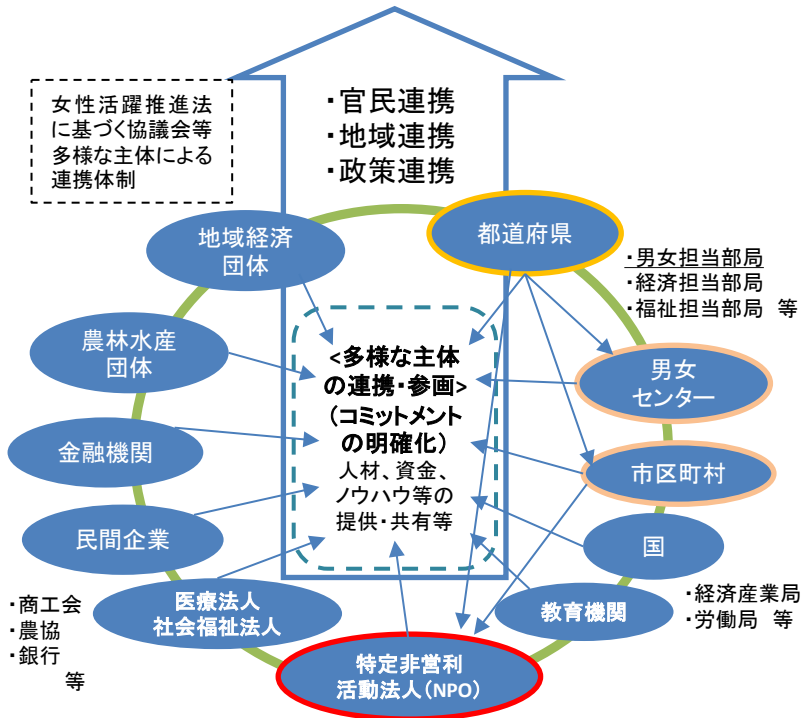 女性活躍推進法
に基づく協議会等
多様な主体による
連携体制
・官民連携
・地域連携
・政策連携
地域経済
団体
都道府県
・男女担当部局
・経済担当部局
・福祉担当部局 等
農林水産
団体
<多様な主体
の連携・参画>
(コミットメント
の明確化)
人材、資金、
ノウハウ等の
提供・共有等
男女
センター
金融機関
市区町村
民間企業
国
・商工会
・農協
・銀行
等
医療法人
社会福祉法人
教育機関
・経済産業局
・労働局 等
特定非営利
活動法人(NPO)